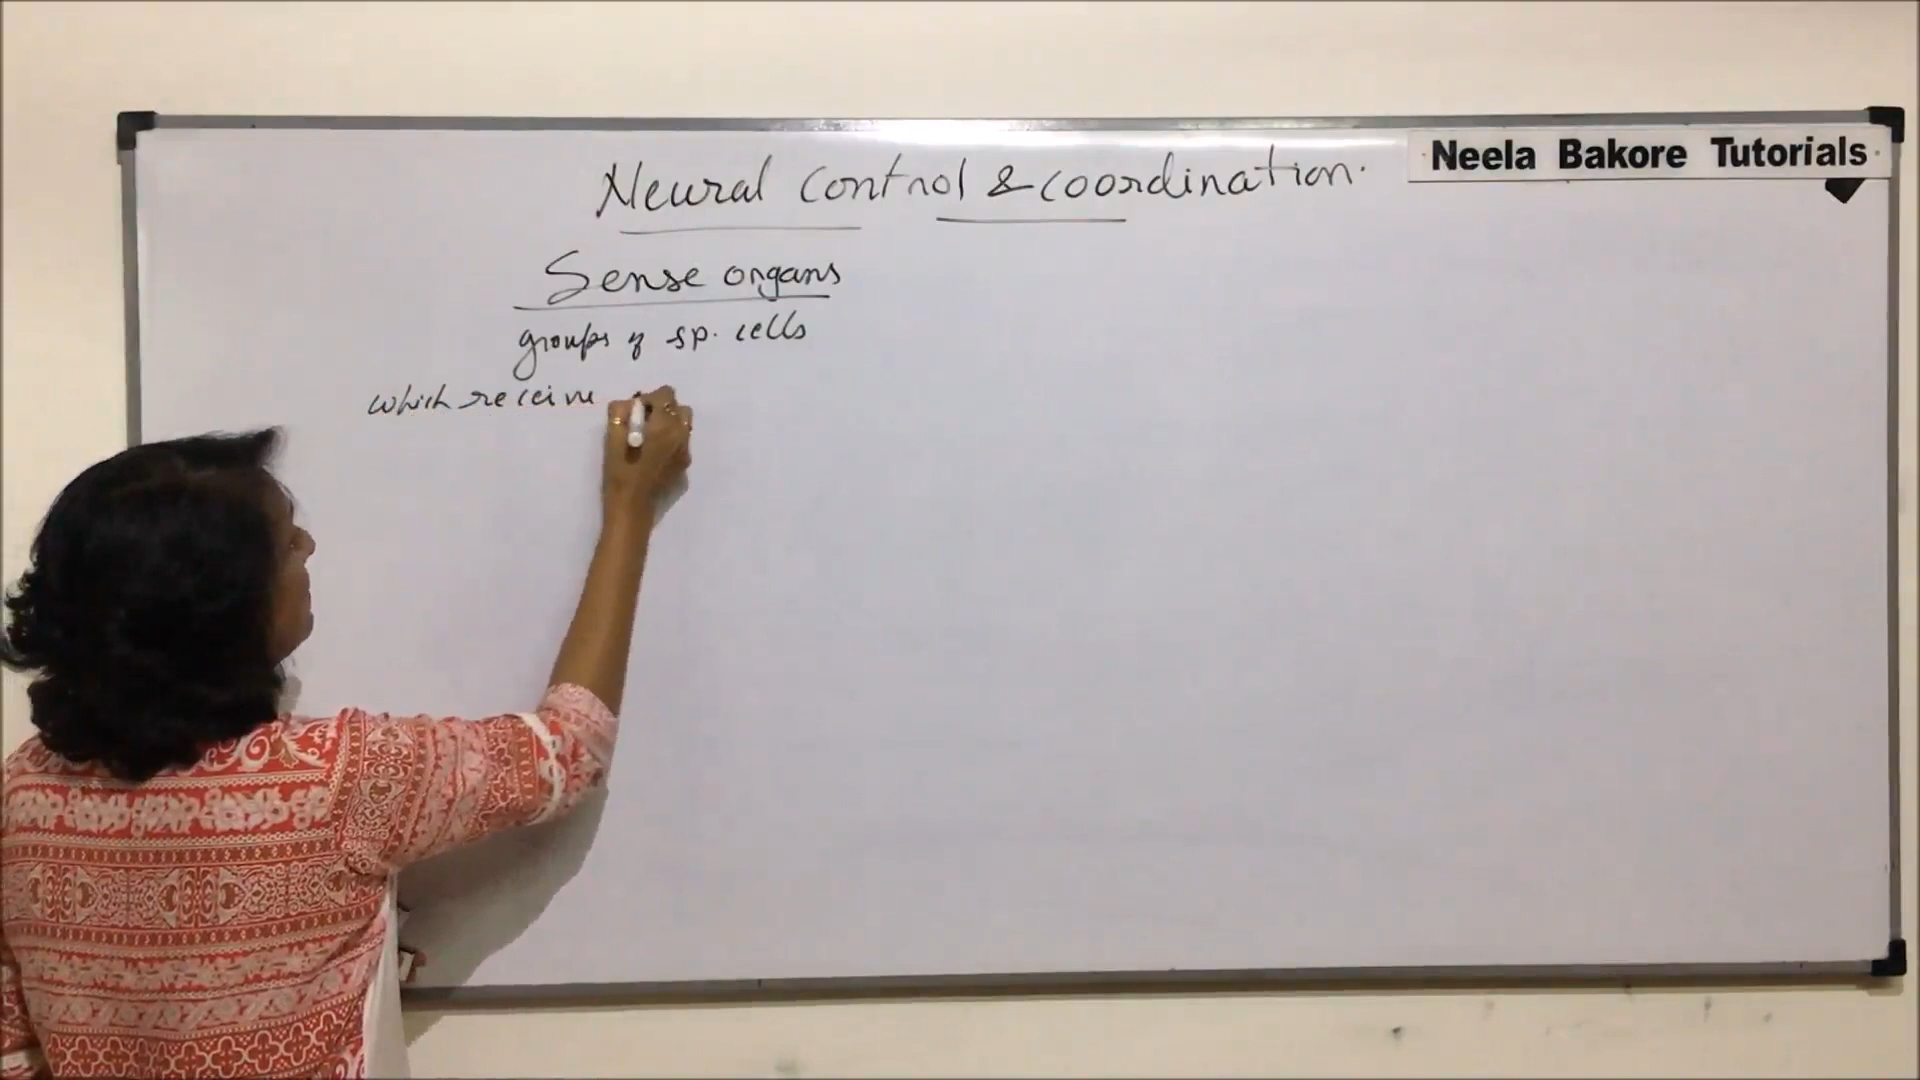 Neural control & coordination.
Neela Bakore Tutorials
Sense organs
groups of sp. cells
which receive